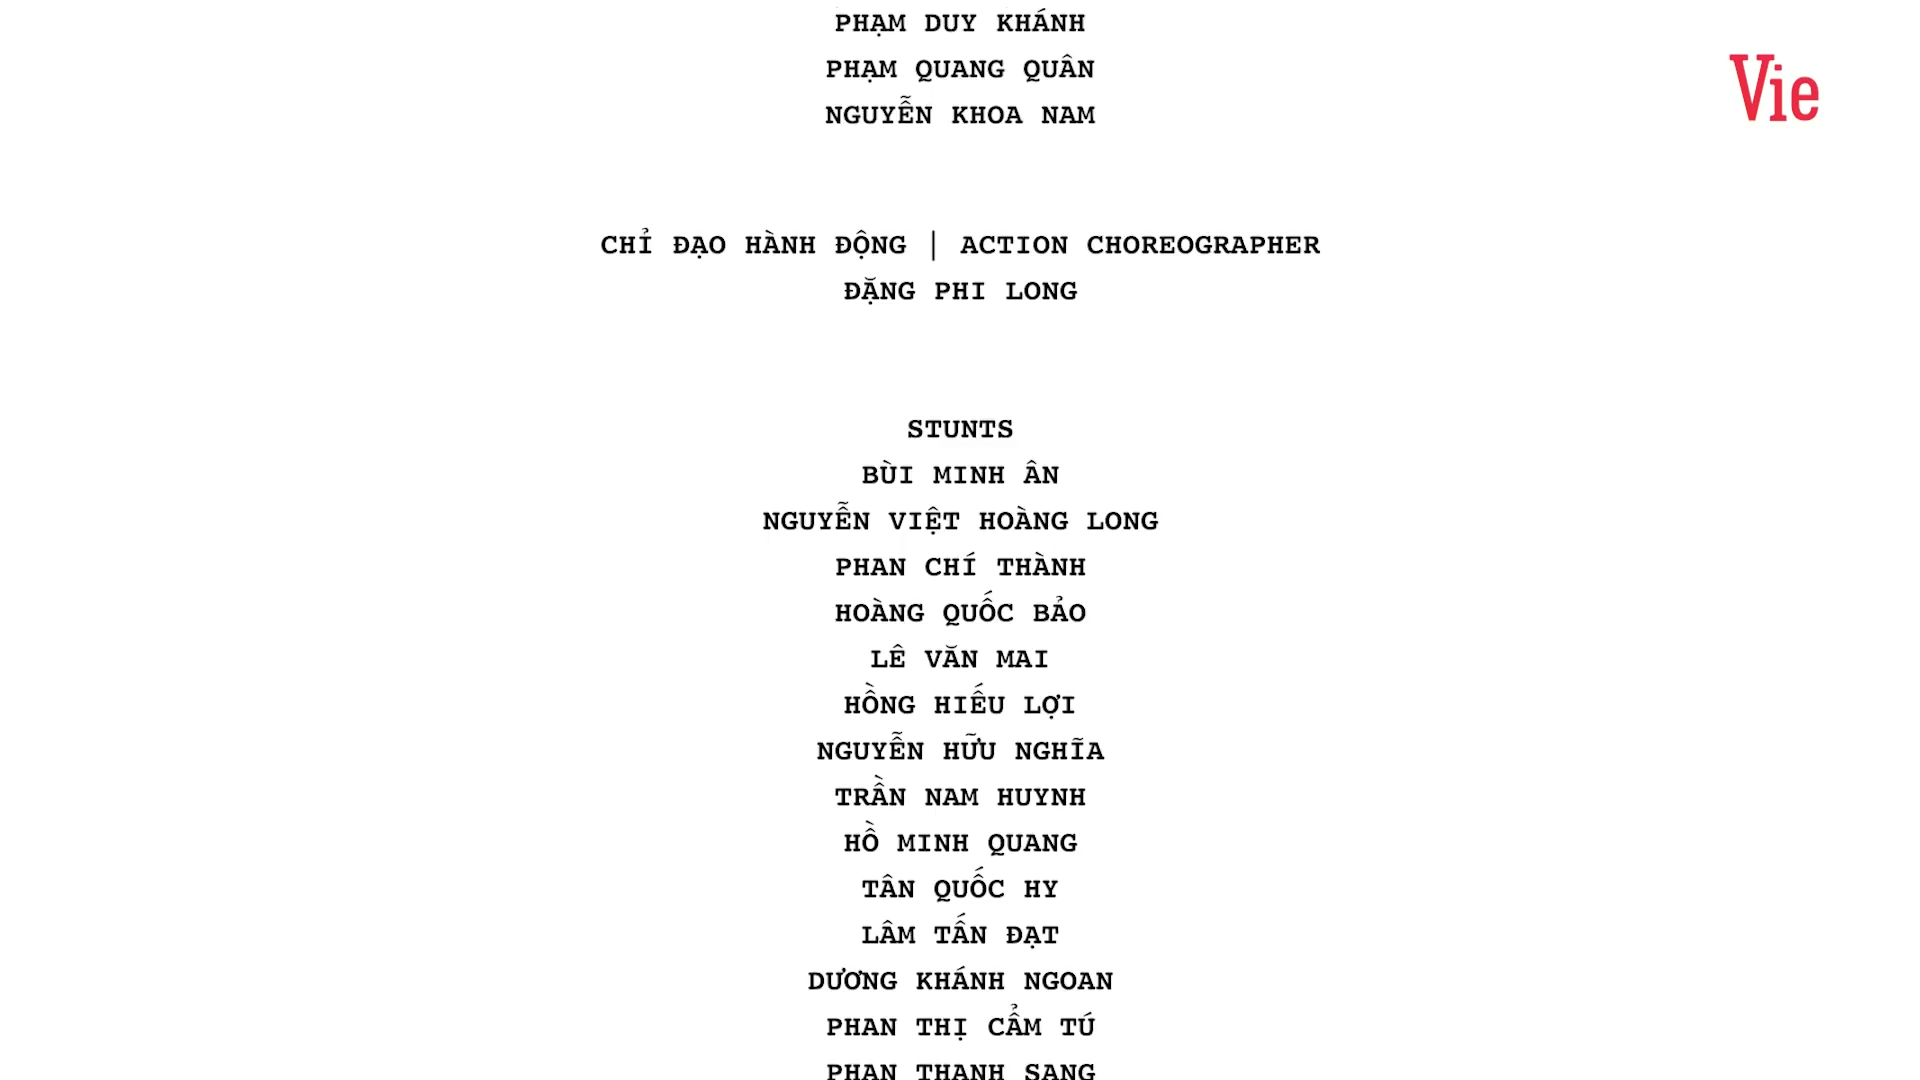 PHẠM DUY KHÁNH
PHẠM QUANG QUÂN
NGUYỄN KHOA NAM
Vie
CHỈ ĐẠO HÀNH ĐỘNG | ACTION CHOREOGRAPHER
ĐẶNG PHI LONG
STUNTS
BÙI MINH ÂN
NGUYỄN VIỆT HOÀNG LONG
PHAN CHÍ THÀNH
HOÀNG QUỐC BẢO
LÊ VĂN MAI
HỒNG HIẾU LỢI
NGUYỄN HỮU NGHĨA
TRẦN NAM HUYNH
HỒ MINH QUANG
TÂN QUỐC HY
LÂM TẤN ĐẠT
DƯƠNG KHÁNH NGOAN
PHAN THỊ CẨM TÚ
PHAN THANH SANG